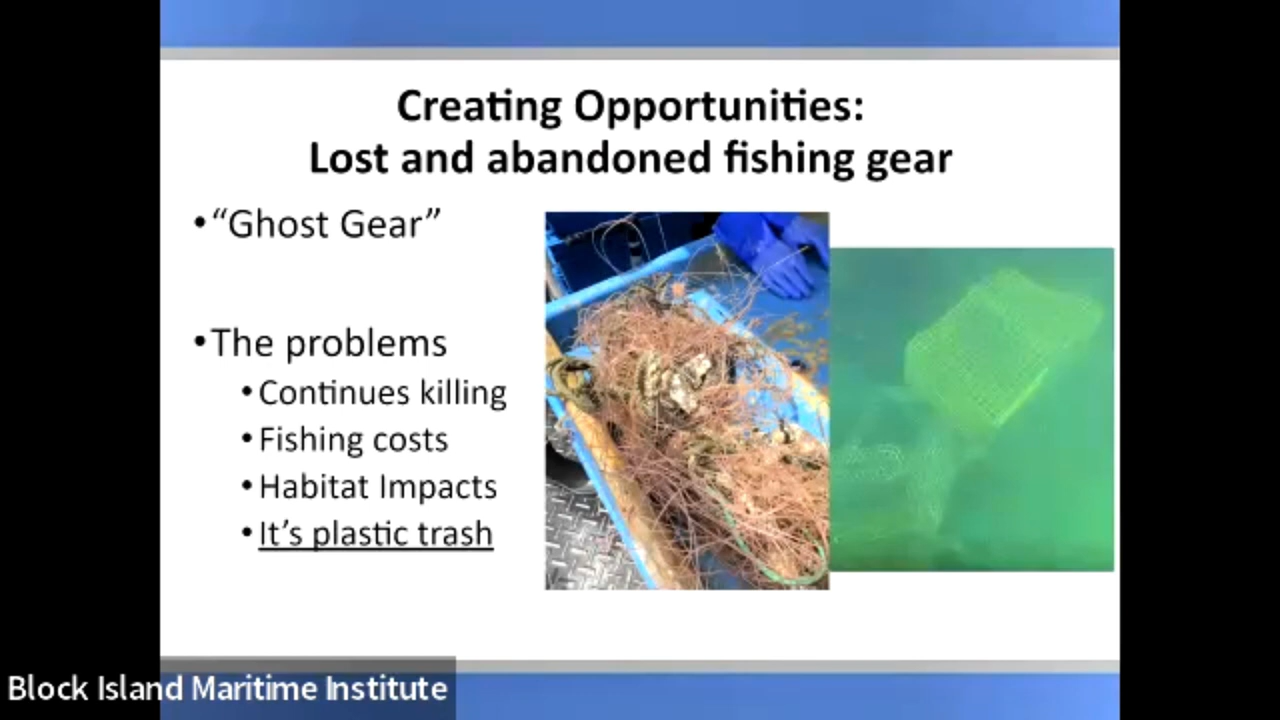 Creating Opportunities:
Lost and abandoned fishing gear
•“Ghost Gear”
•The problems
•Continues killing
•Fishing costs
•Habitat Impacts
•It’s plastic trash
Block Island Maritime Institute